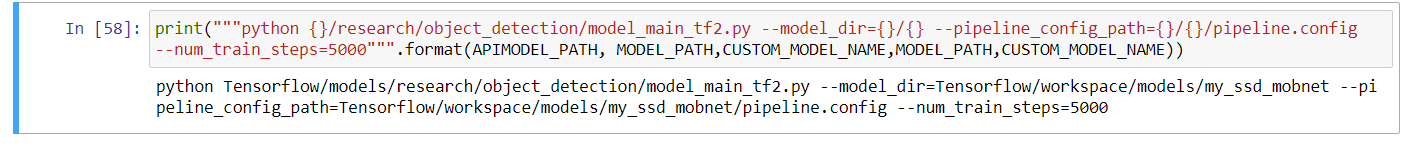 In [58]: print("""python {}/research/object_detection/model_main_tf2.py --model_dir={}/{} --pipeline_config_path={}/{}/pipeline.config
--num_train_steps=5000""".format(APIMODEL_PATH, MODEL_PATH,CUSTOM_MODEL_NAME,MODEL_PATH,CUSTOM_MODEL_NAME))
python Tensorflow/models/research/object_detection/model_main_tf2.py --model_dir=Tensorflow/workspace/models/my_ssd_mobnet --pi
peline_config_path=Tensorflow/workspace/models/my_ssd_mobnet/pipeline.config --num_train_steps=5000